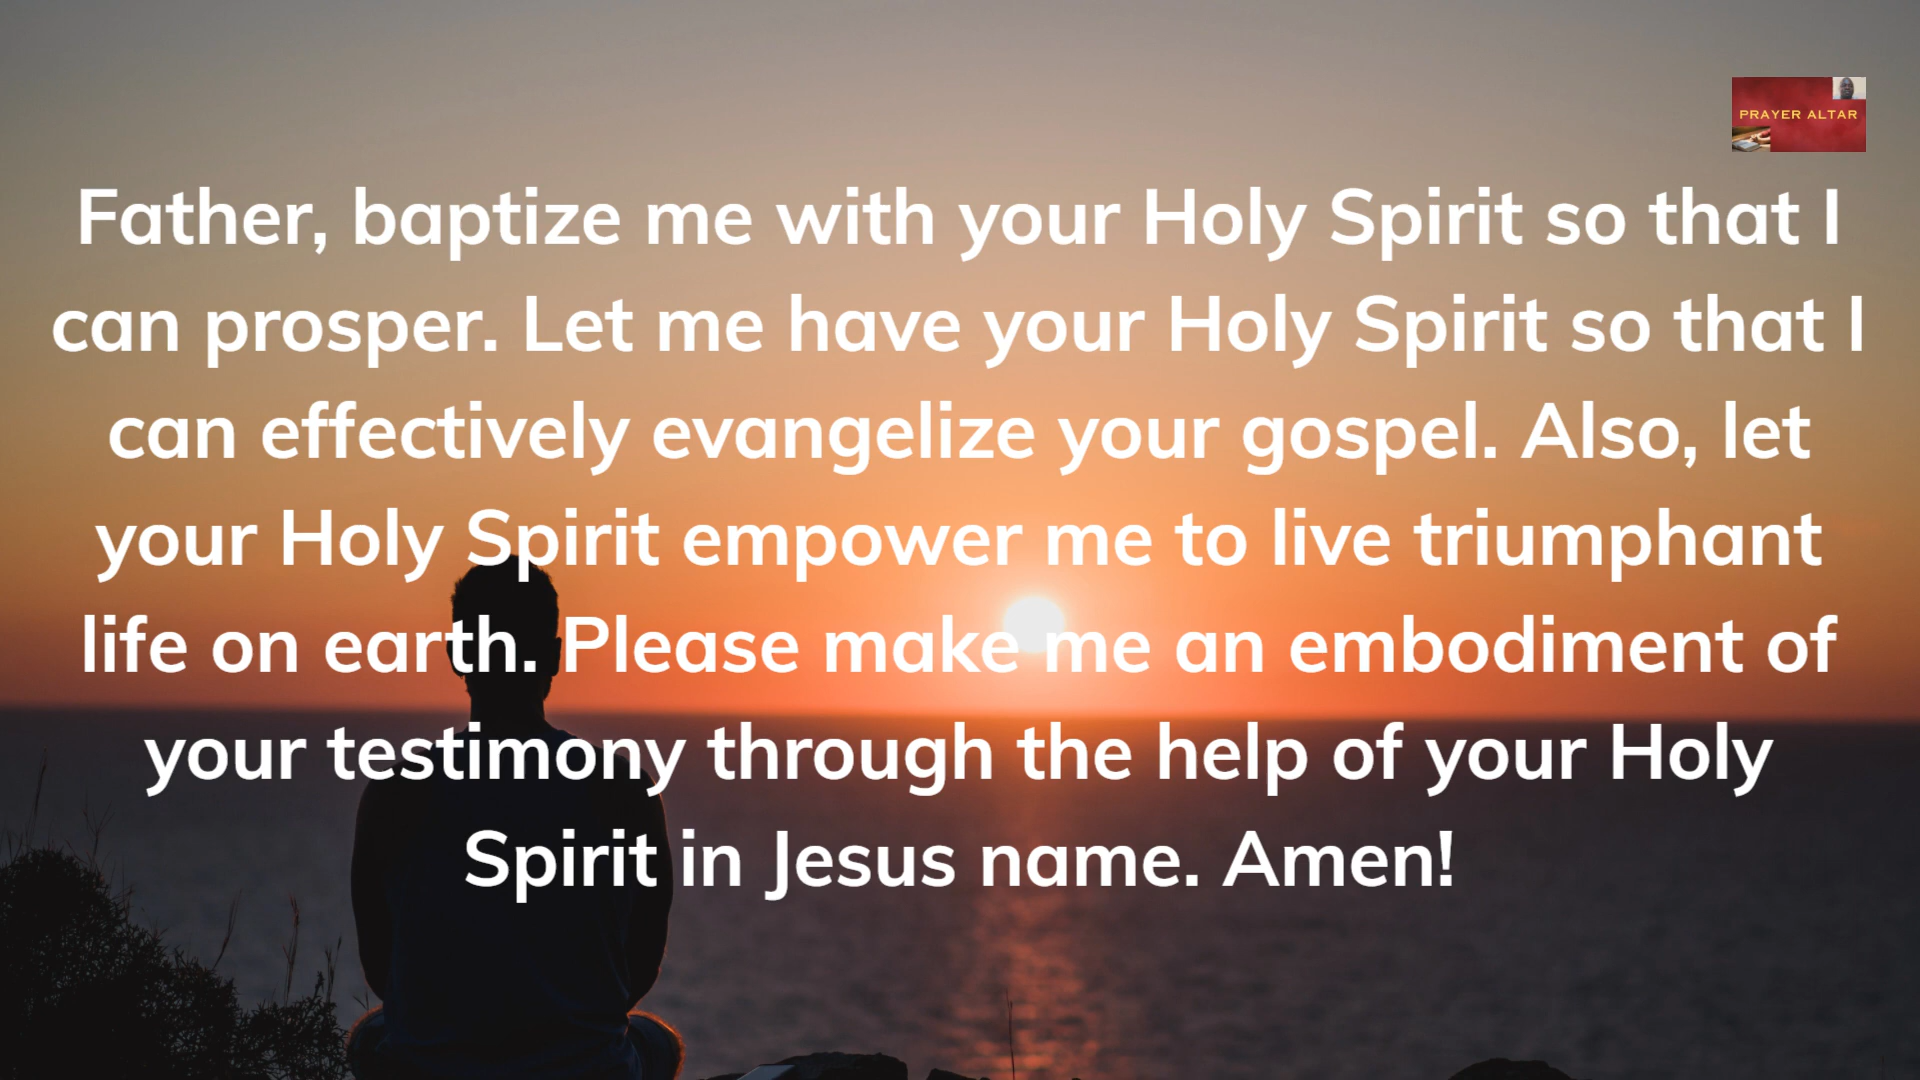 PRAYER ALTAR
Father, baptize me with your Holy Spirit so that I
can prosper. Let me have your Holy Spirit so that I
can effectively evangelize your gospel. Also, let
your Holy Spirit empower me to live triumphant
life on earth. Please make me an embodiment of
your testimony through the help of your Holy
Spirit in Jesus name. Amen!